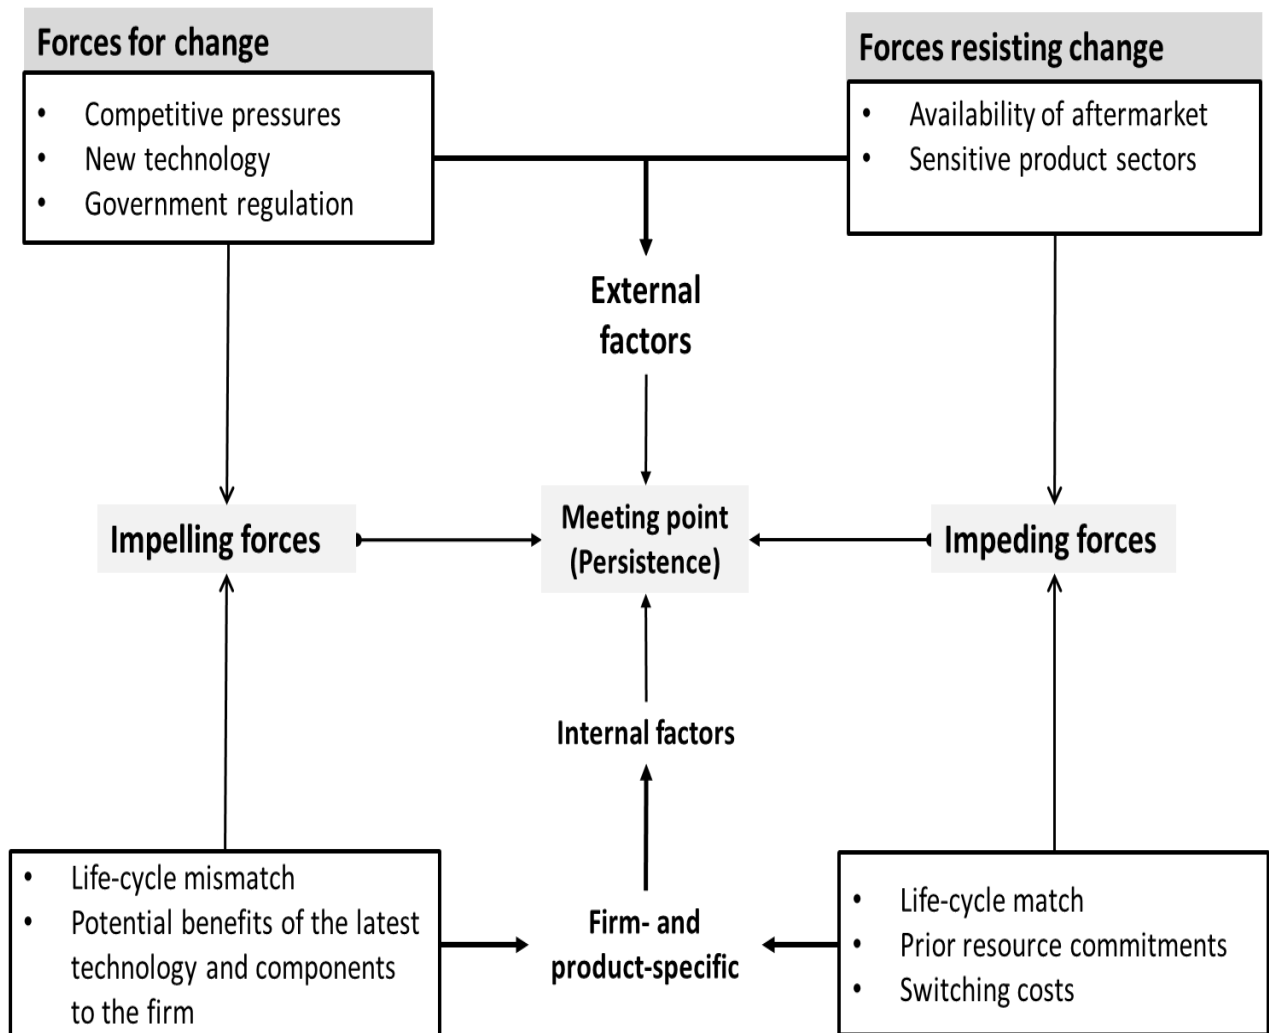 Forces for change
• Competitive pressures
• New technology
• Government regulation
Forces resisting change
• Availability of aftermarket
• Sensitive product sectors
External
factors
Impelling forces
Meeting point
(Persistence)
Impeding forces
Internal factors
• Life-cycle mismatch
• Potential benefits of the latest
technology and components
to the firm
Firm- and
product-specific
• Life-cycle match
• Prior resource commitments
• Switching costs